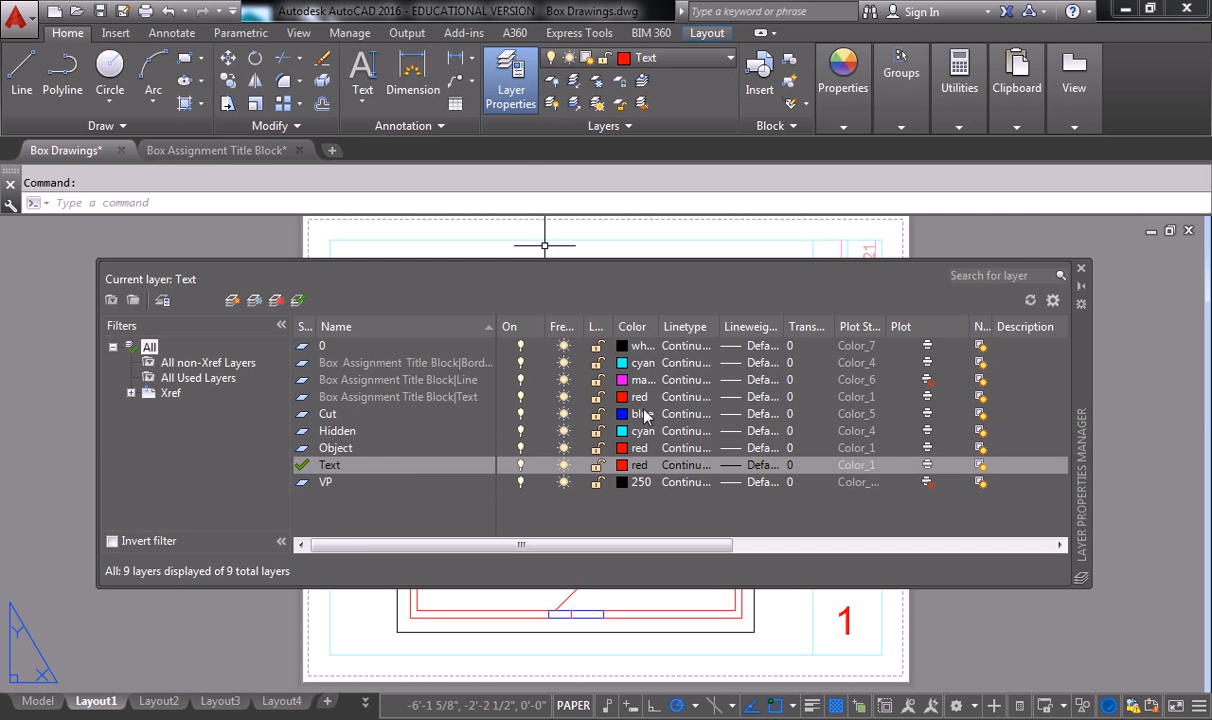 Autodesk AutoCAD 2016 - EDUCATIONAL VERSION Box Drawings.dwg Type a keyword or phrase Sign In
Home Insert Annotate Parametric View Manage Output Add-ins A360 Express Tools BIM 360 Layout
Text
Line Polyline Circle Arc Text Dimension Layer Properties Insert Properties Groups Utilities Clipboard View
Draw Modify Annotation Layers Block
Box Drawings* Box Assignment Title Block*
Command:
Type a command
21
Current layer: Text Search for layer
Filters S... Name On Fre... L... Color Linetype Lineweig... Trans... Plot St... Plot N... Description
All 0 wh... Continu... Defa... 0 Color_7
All non-Xref Layers Box Assignment Title Block|Bord... cyan Continu... Defa... 0 Color_4
All Used Layers Box Assignment Title Block|Line ma... Continu... Defa... 0 Color_6
Xref Box Assignment Title Block|Text red Continu... Defa... 0 Color_1
Cut blue Continu... Defa... 0 Color_5
Hidden cyan Continu... Defa... 0 Color_4
Object red Continu... Defa... 0 Color_1
Text red Continu... Defa... 0 Color_1
VP 250 Continu... Defa... 0 Color_...
Invert filter
All: 9 layers displayed of 9 total layers
LAYER PROPERTIES MANAGER
1
Y
X
Model Layout1 Layout2 Layout3 Layout4 -6'-1 5/8", -2'-2 1/2", 0'-0" PAPER